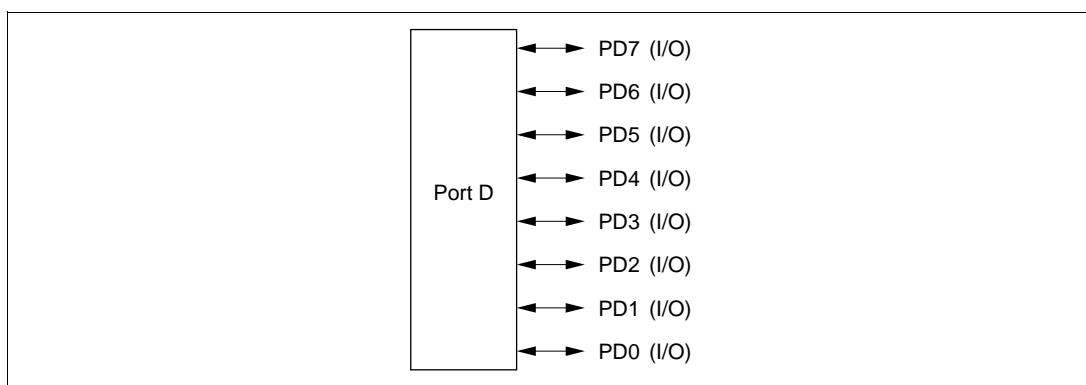 PD7 (I/O)
PD6 (I/O)
PD5 (I/O)
PD4 (I/O)
Port D
PD3 (I/O)
PD2 (I/O)
PD1 (I/O)
PD0 (I/O)